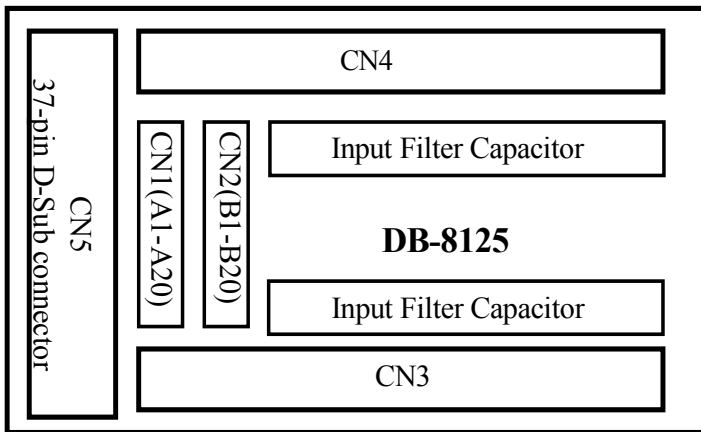 CN4
CN5
37-pin D-Sub connector
CN1(A1-A20)
CN2(B1-B20)
Input Filter Capacitor
DB-8125
Input Filter Capacitor
CN3